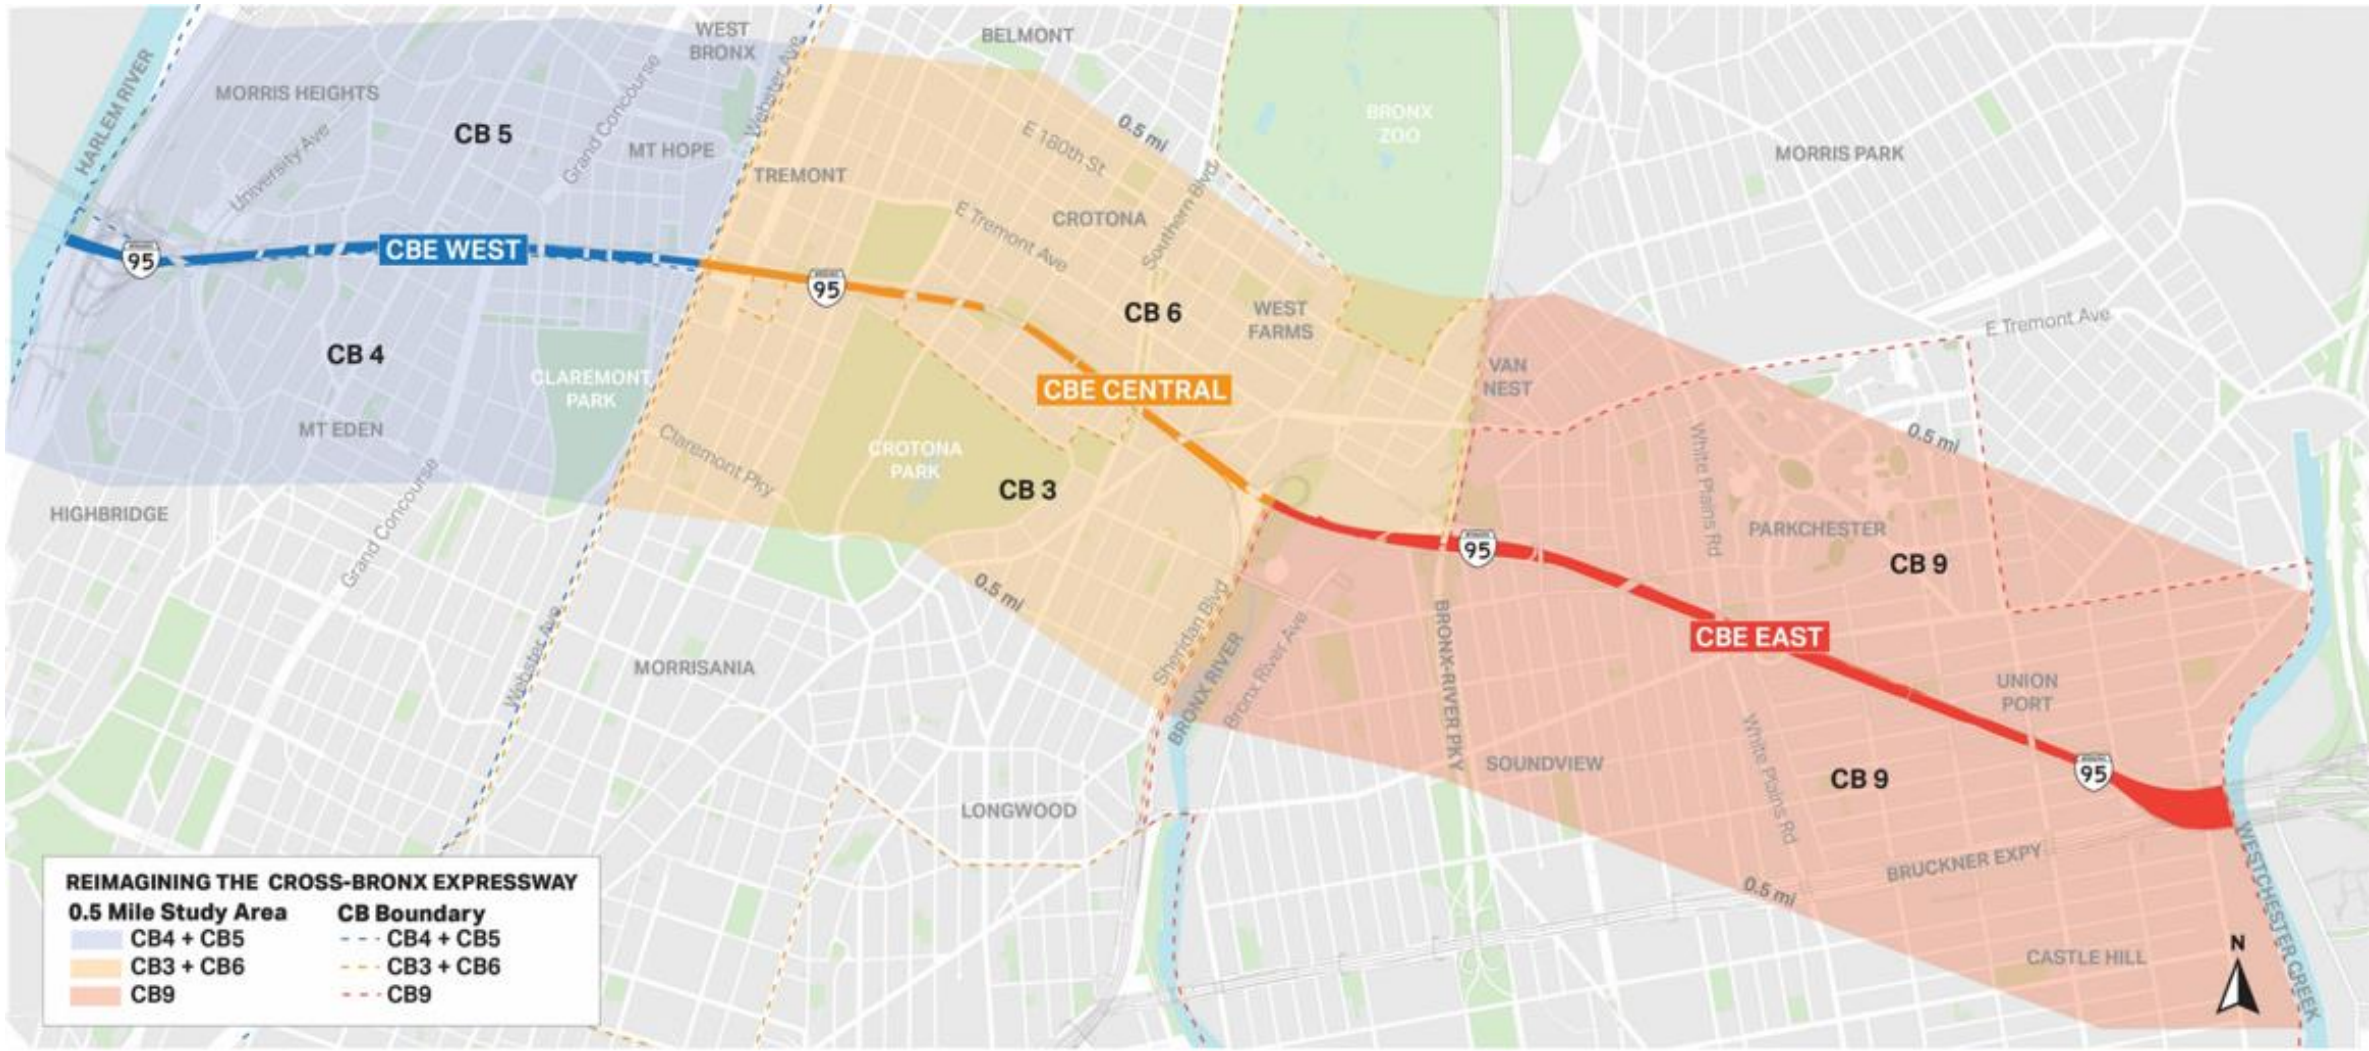 WEST
BRONX
BELMONT
HARLEM RIVER
MORRIS HEIGHTS
University Ave
CB 5
Grand Concourse
MT HOPE
Webster Ave
TREMONT
E 180th St
0.5 mi
BRONX
ZOO
MORRIS PARK
E Tremont Ave
CROTONA
Southern Blvd
95
CBE WEST
95
CB 6
WEST
FARMS
E Tremont Ave
CB 4
CLAREMONT
PARK
MT EDEN
CBE CENTRAL
VAN
NEST
Claremont Pky
CROTONA
PARK
CB 3
White Plains Rd
0.5 mi
PARKCHESTER
CB 9
HIGHBRIDGE
Grand Concourse
95
0.5 mi
Sheridan Blvd
BRONX RIVER
Bronx River Ave
BRONX-RIVER PKY
CBE EAST
Webster Ave
MORRISANIA
UNION
PORT
SOUNDVIEW
White Plains Rd
CB 9
95
LONGWOOD
BRUCKNER EXPY
0.5 mi
WESTCHESTER CREEK
CASTLE HILL
N
REIMAGINING THE CROSS-BRONX EXPRESSWAY
0.5 Mile Study Area
CB4 + CB5
CB3 + CB6
CB9
CB Boundary
CB4 + CB5
CB3 + CB6
CB9